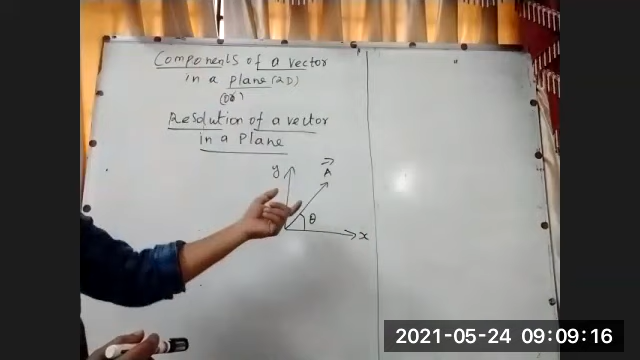 Components of a vector
in a plane (2D)
(or)
Resolution of a vector
in a Plane
y
A
θ
x
2021-05-24 09:09:16